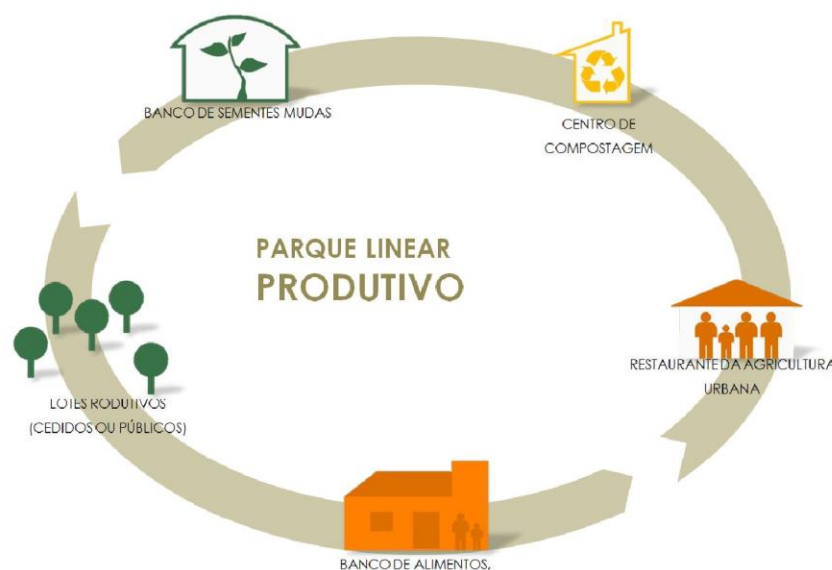 BANCO DE SEMENTES MUDAS
CENTRO DE
COMPOSTAGEM
PARQUE LINEAR
PRODUTIVO
RESTAURANTE DA AGRICULTURA
URBANA
LOTES RODUTIVOS
(CEDIDOS OU PÚBLICOS)
BANCO DE ALIMENTOS,